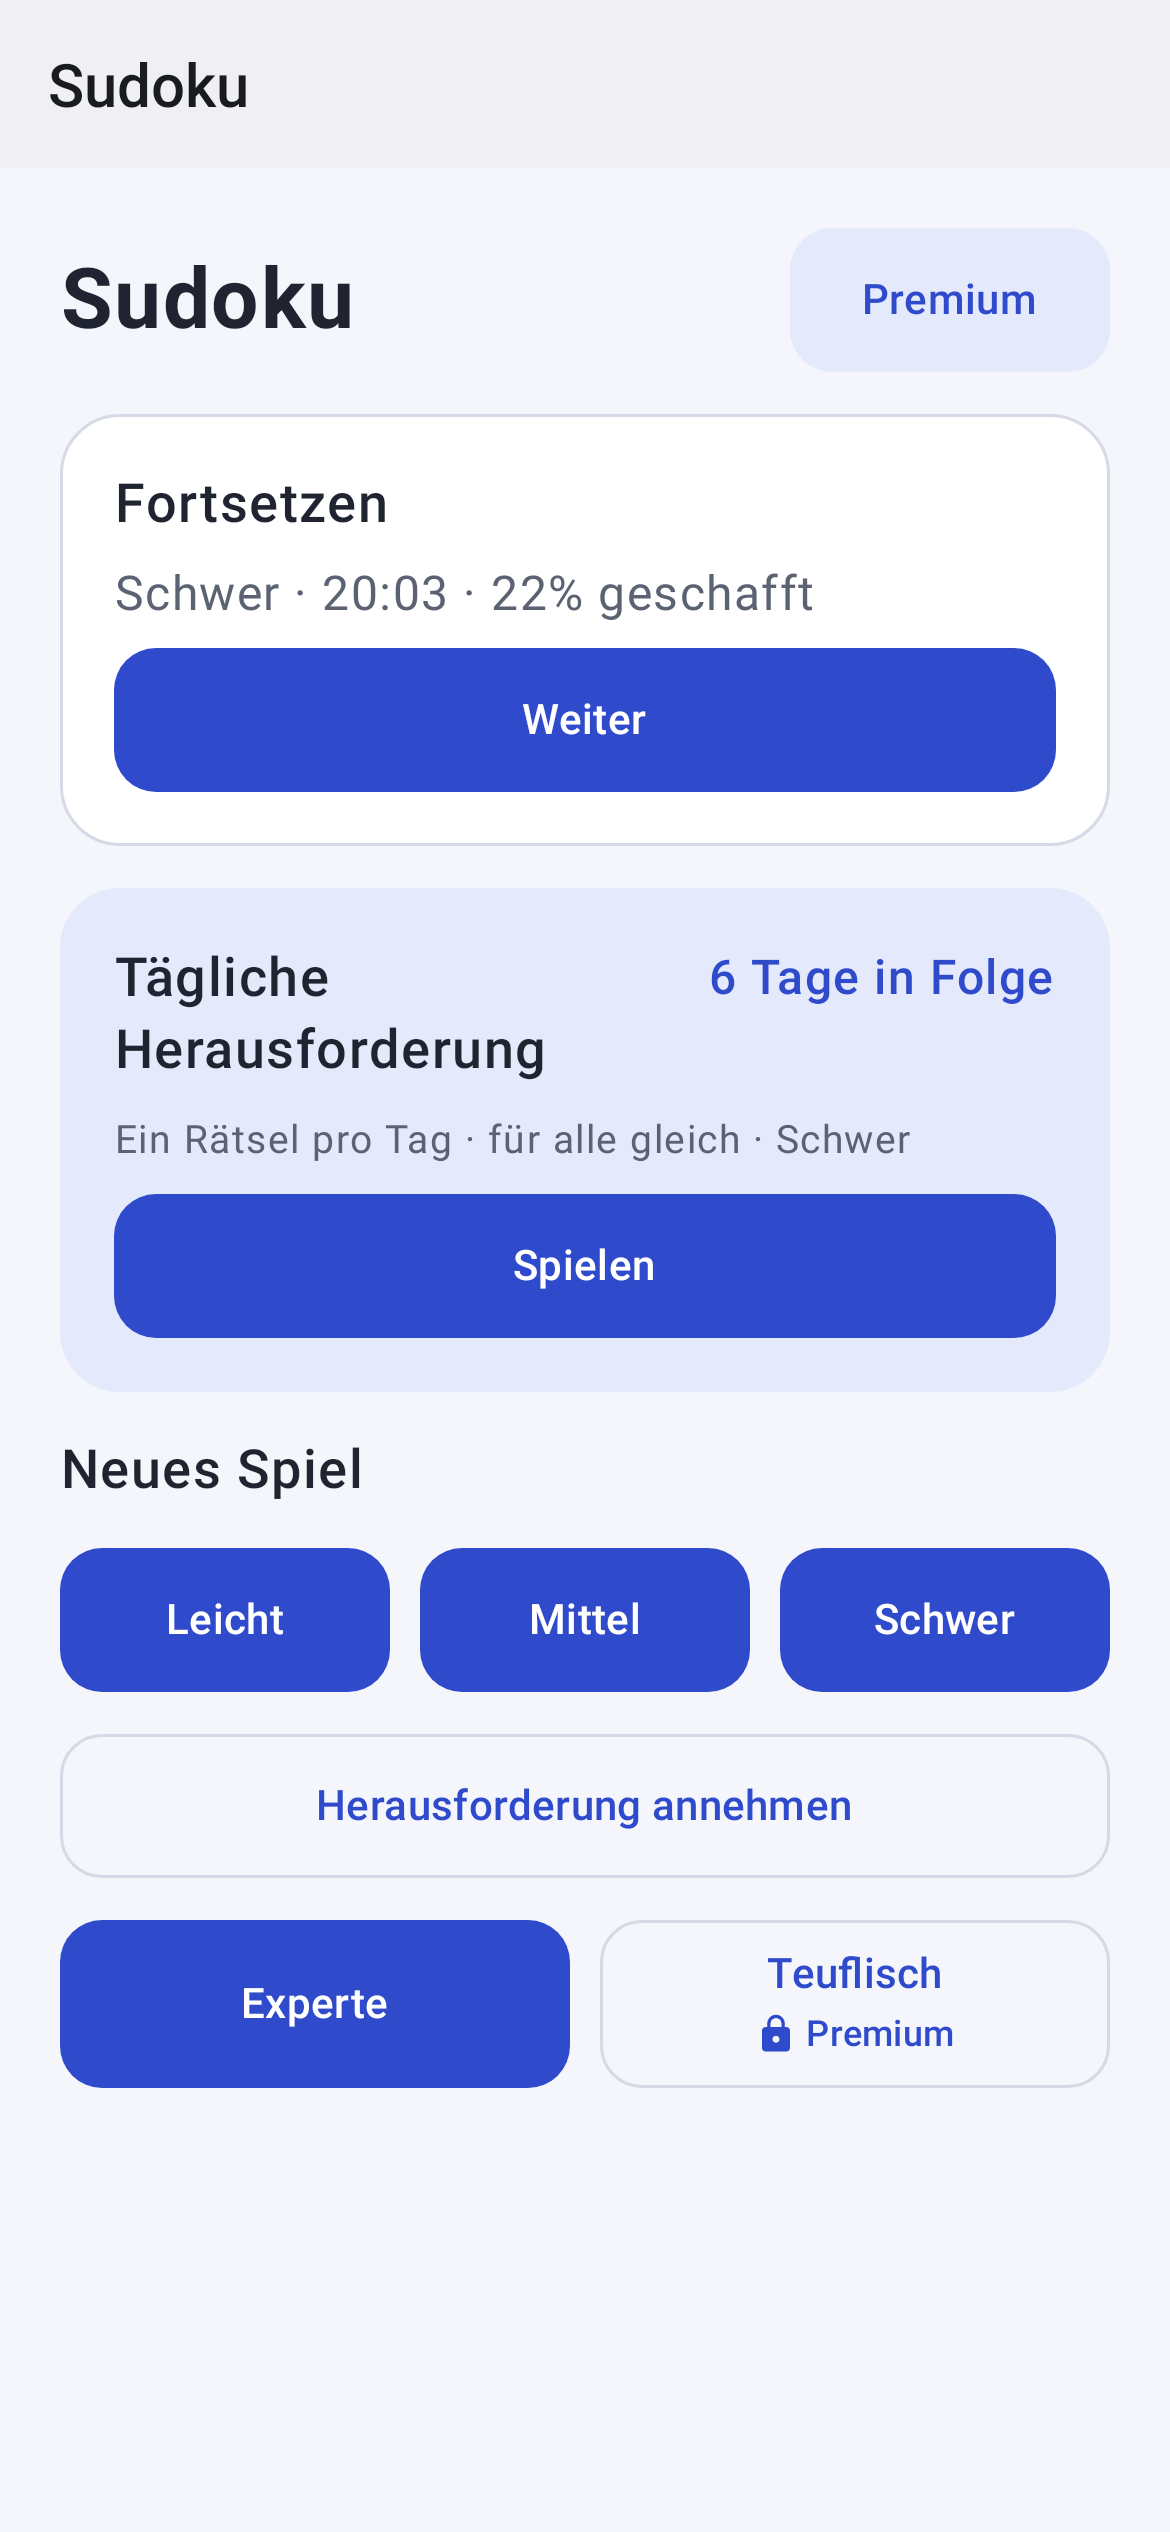 Sudoku
Sudoku
Premium
Fortsetzen
Schwer · 20:03 · 22% geschafft
Weiter
Tägliche
Herausforderung
6 Tage in Folge
Ein Rätsel pro Tag · für alle gleich · Schwer
Spielen
Neues Spiel
Leicht
Mittel
Schwer
Herausforderung annehmen
Experte
Teuflisch
Premium